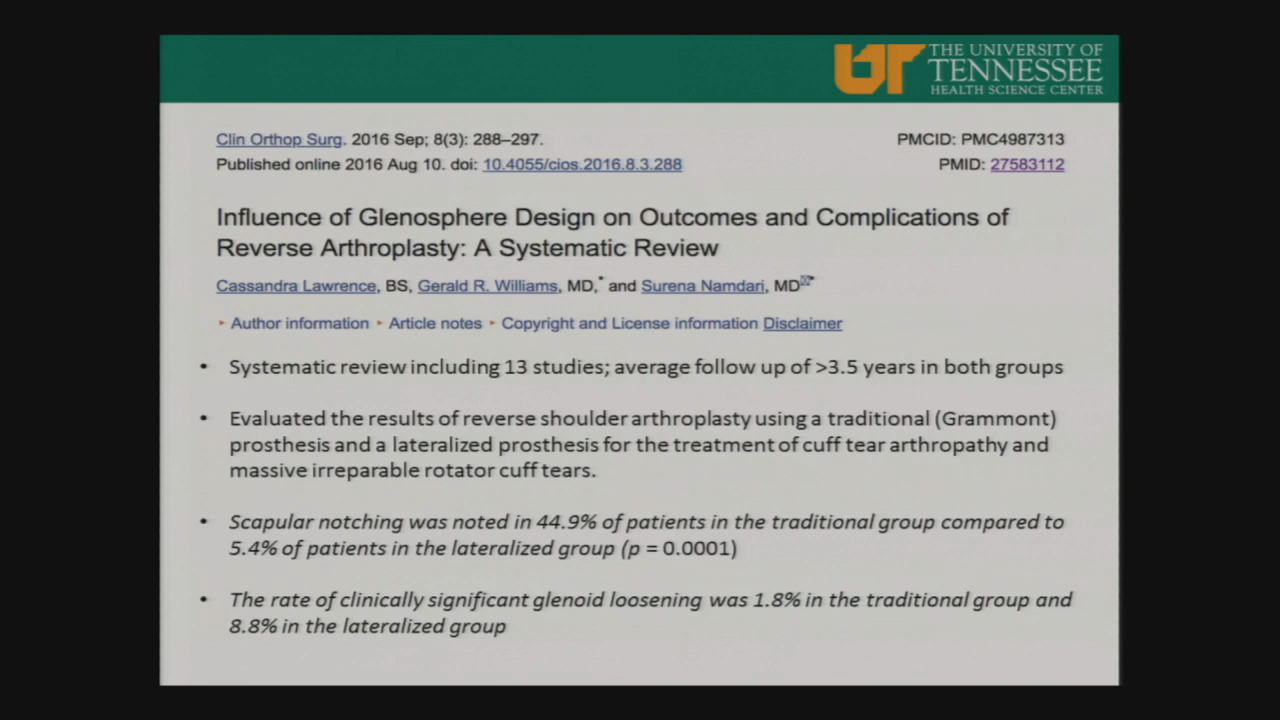 UT THE UNIVERSITY OF
TENNESSEE
HEALTH SCIENCE CENTER
Clin Orthop Surg. 2016 Sep; 8(3): 288–297.
PMCID: PMC4987313
Published online 2016 Aug 10. doi: 10.4055/cios.2016.8.3.288
PMID: 27583112
Influence of Glenosphere Design on Outcomes and Complications of
Reverse Arthroplasty: A Systematic Review
Cassandra Lawrence, BS, Gerald R. Williams, MD,* and Surena Namdari, MD✉*
‣ Author information ‣ Article notes ‣ Copyright and License information Disclaimer
• Systematic review including 13 studies; average follow up of >3.5 years in both groups
• Evaluated the results of reverse shoulder arthroplasty using a traditional (Grammont)
prosthesis and a lateralized prosthesis for the treatment of cuff tear arthropathy and
massive irreparable rotator cuff tears.
• Scapular notching was noted in 44.9% of patients in the traditional group compared to
5.4% of patients in the lateralized group (p = 0.0001)
• The rate of clinically significant glenoid loosening was 1.8% in the traditional group and
8.8% in the lateralized group